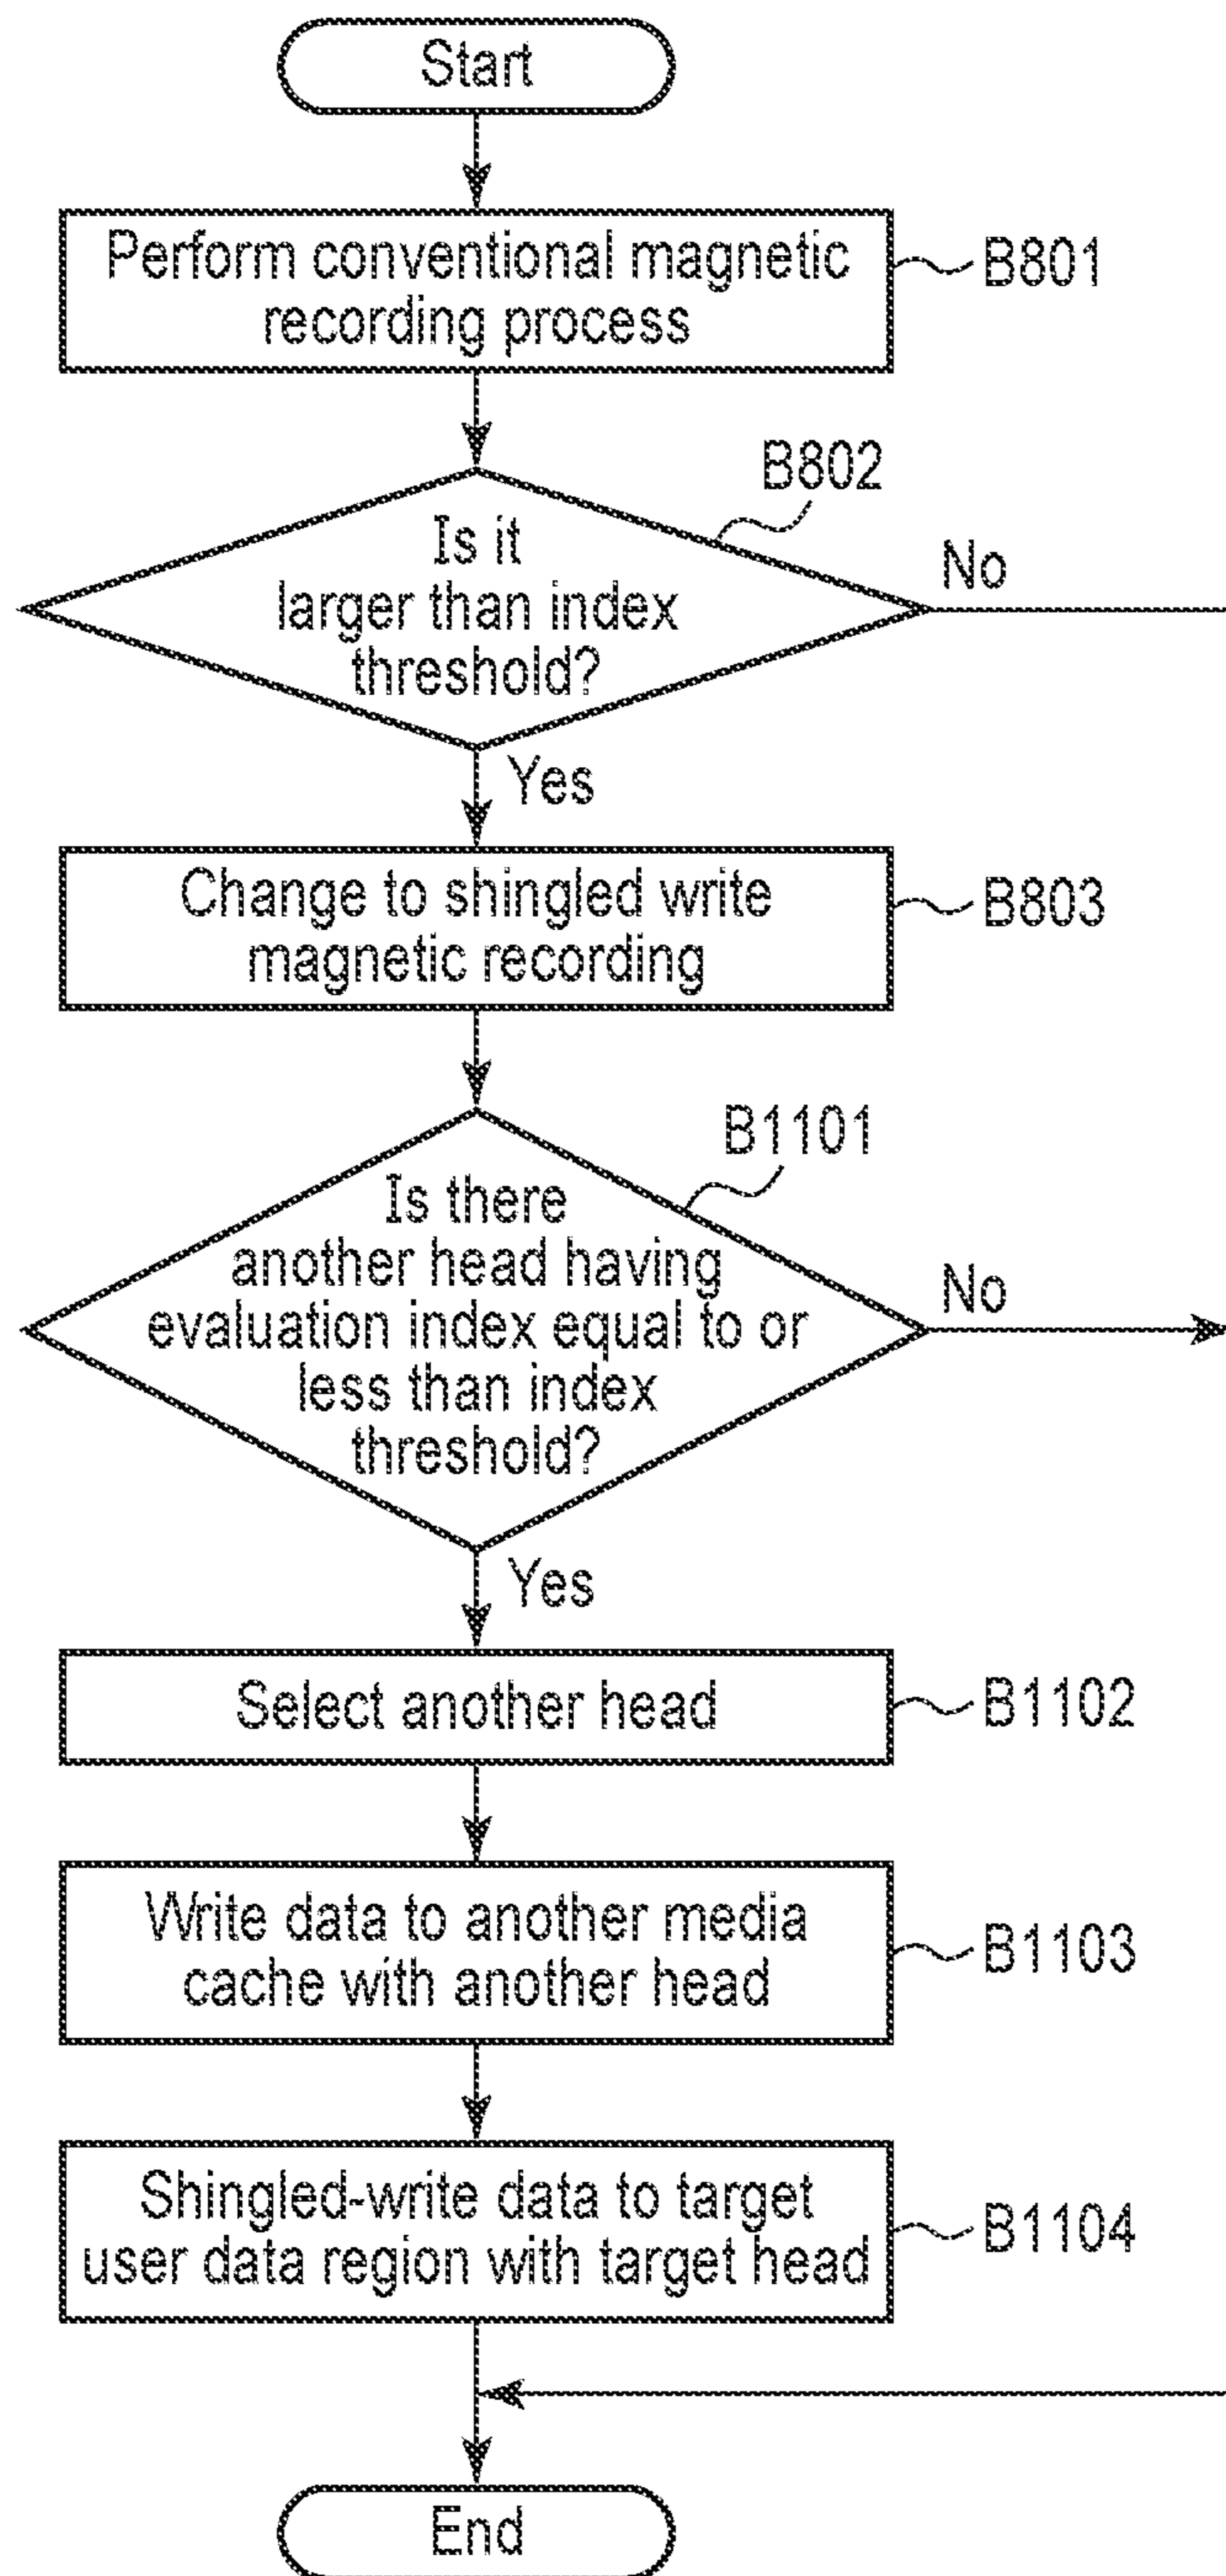 Start
Perform conventional magnetic
recording process
B801
B802
Is it
larger than index
threshold?
No
Yes
Change to shingled write
magnetic recording
B803
B1101
Is there
another head having
evaluation index equal to or
less than index
threshold?
No
Yes
Select another head
B1102
Write data to another media
cache with another head
B1103
Shingled-write data to target
user data region with target head
B1104
End